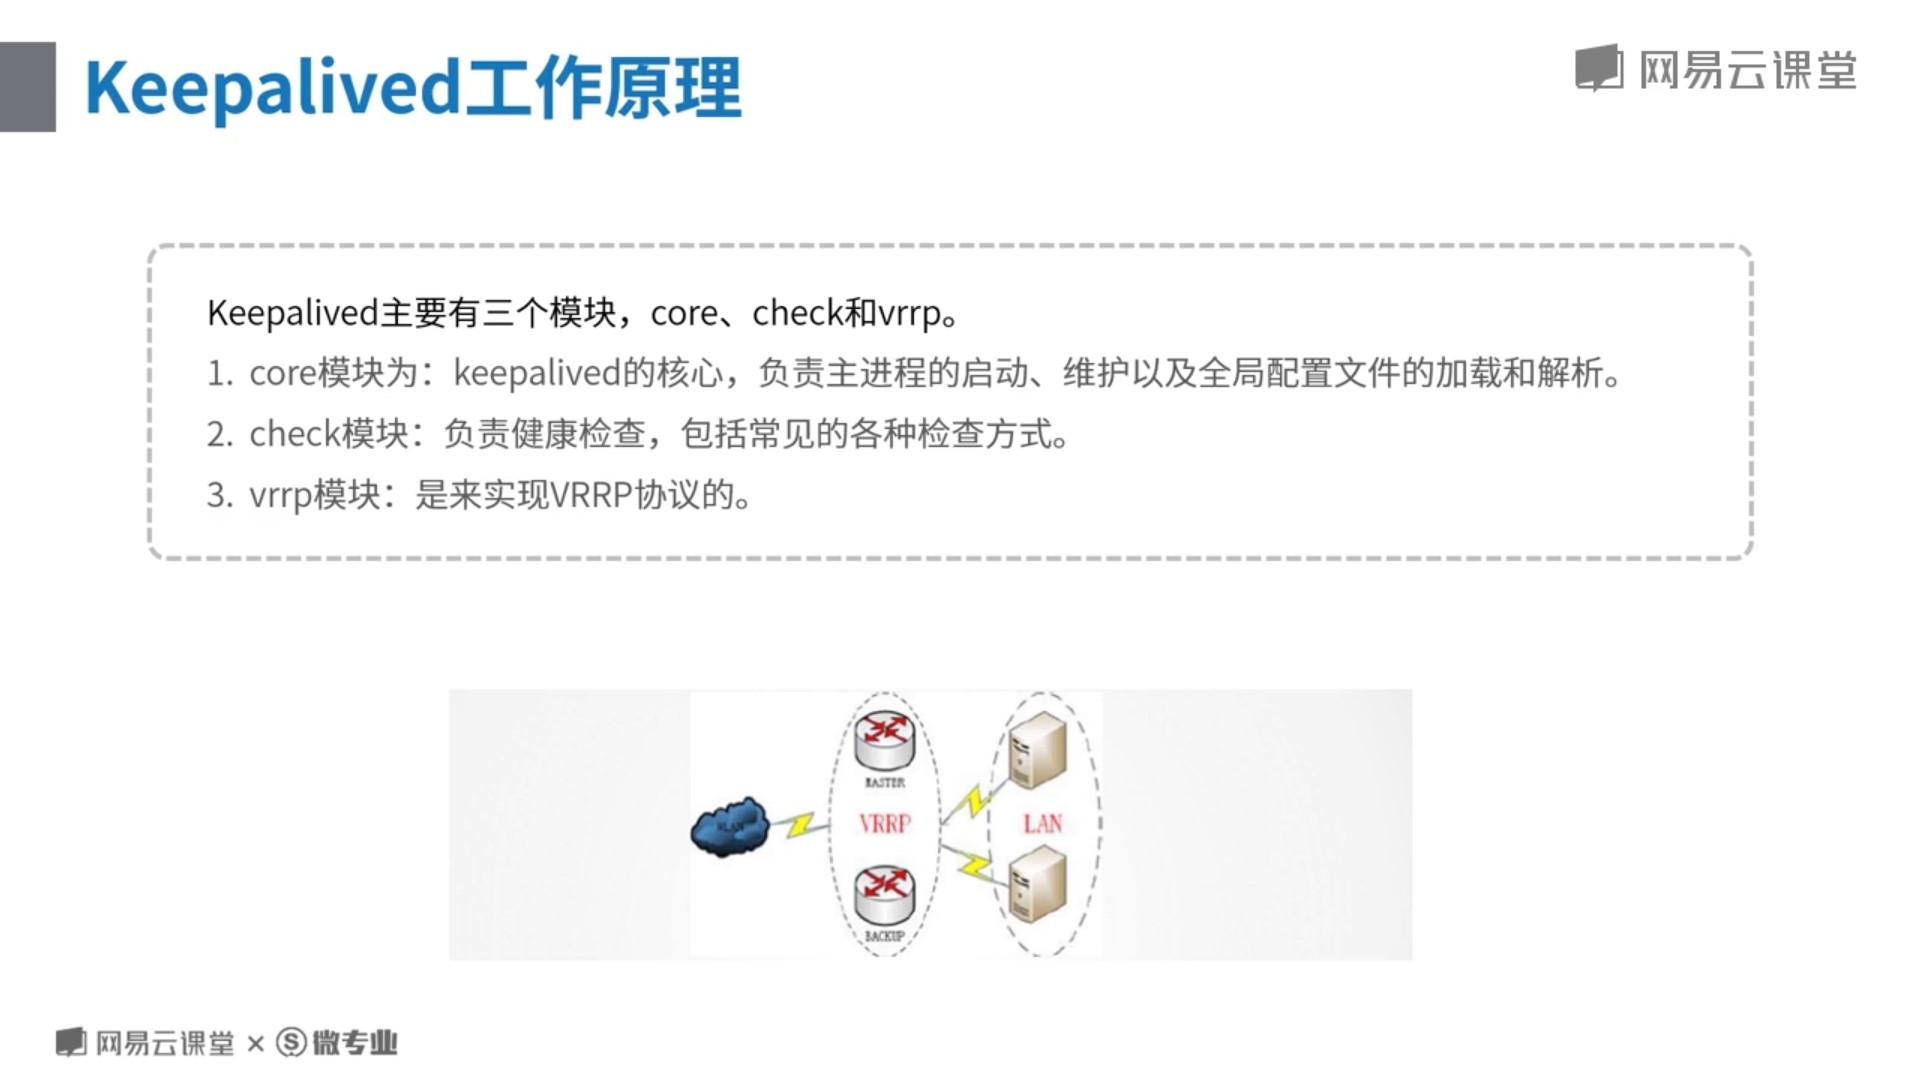 Keepalived工作原理
网易云课堂
Keepalived主要有三个模块，core、check和vrrp。
1. core模块为：keepalived的核心，负责主进程的启动、维护以及全局配置文件的加载和解析。
2. check模块：负责健康检查，包括常见的各种检查方式。
3. vrrp模块：是来实现VRRP协议的。
MASTER
WLAN
VRRP
LAN
BACKUP
网易云课堂 × S 微专业